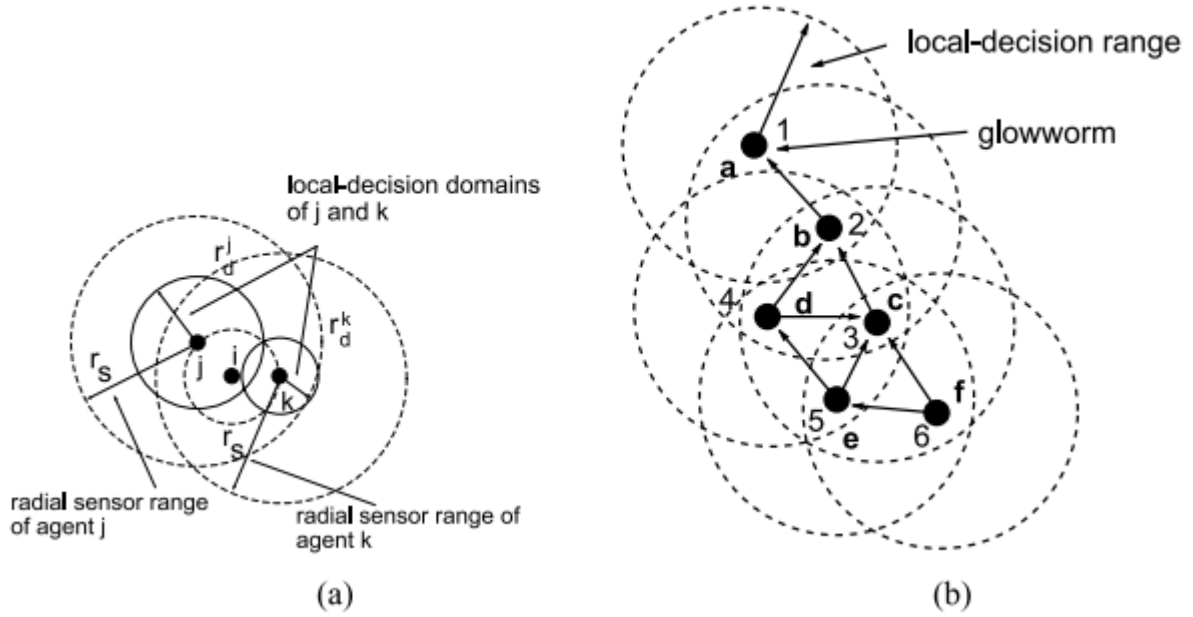 local-decision domains
of j and k
r_d^j
r_d^k
r_s
j
i
k
r_s
radial sensor range
of agent j
radial sensor range of
agent k
(a)
local-decision range
1
glowworm
a
b
2
4
d
c
3
5
e
f
6
(b)